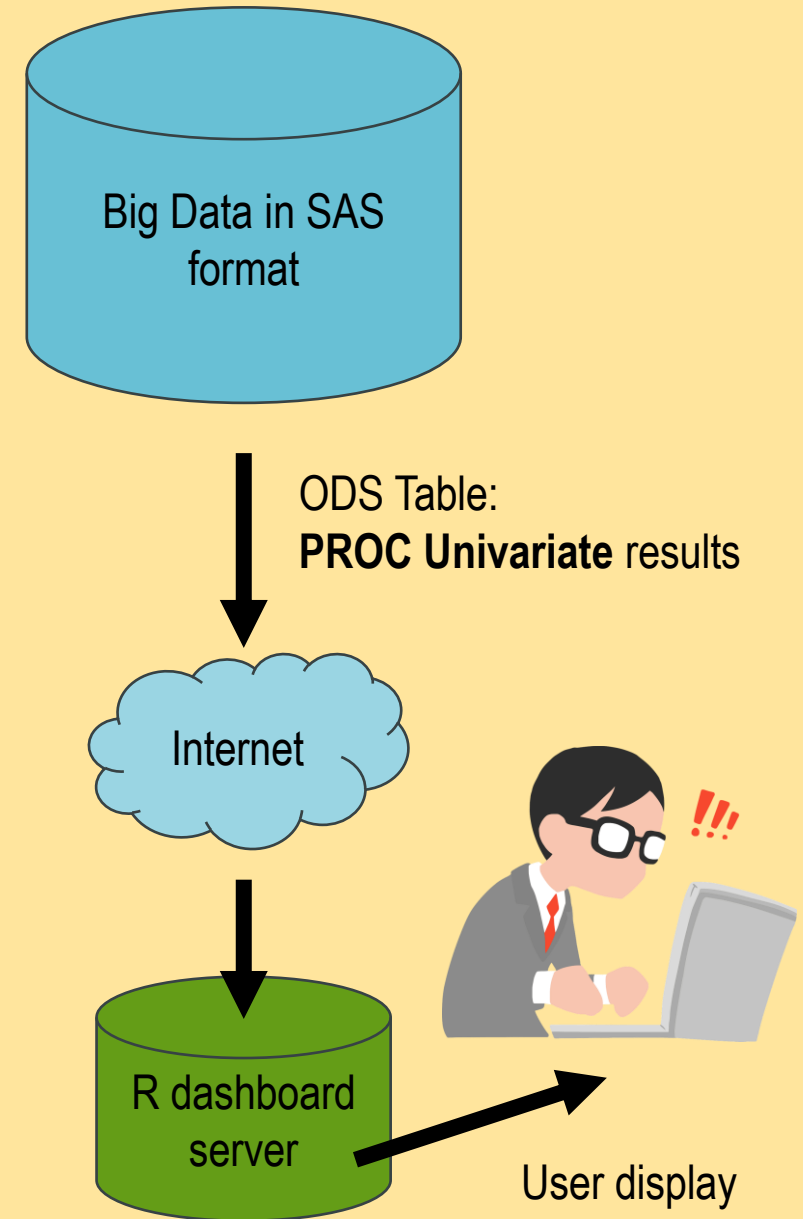 Big Data in SAS
format
ODS Table:
PROC Univariate results
Internet
!!!
R dashboard
server
User display